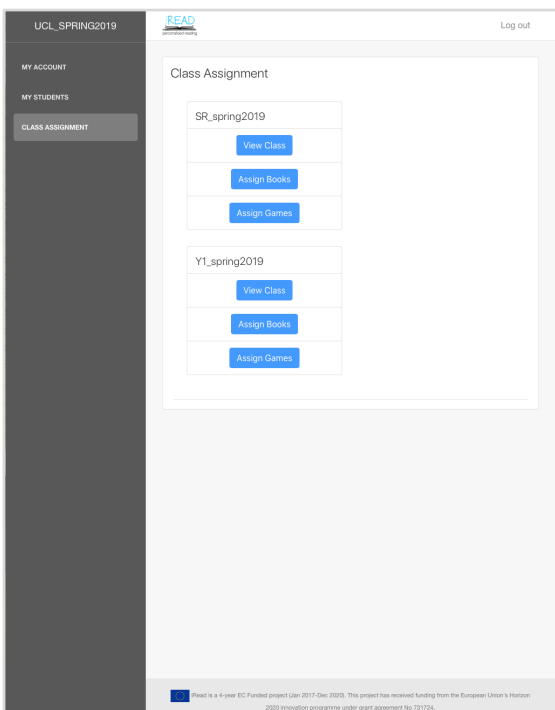 UCL_SPRING2019
READ
personalised reading
Log out
MY ACCOUNT
MY STUDENTS
CLASS ASSIGNMENT
Class Assignment
SR_spring2019
View Class
Assign Books
Assign Games
Y1_spring2019
View Class
Assign Books
Assign Games
iRead is a 4-year EC Funded project (Jan 2017-Dec 2020). This project has received funding from the European Union's Horizon
2020 innovation programme under grant agreement No 731724.